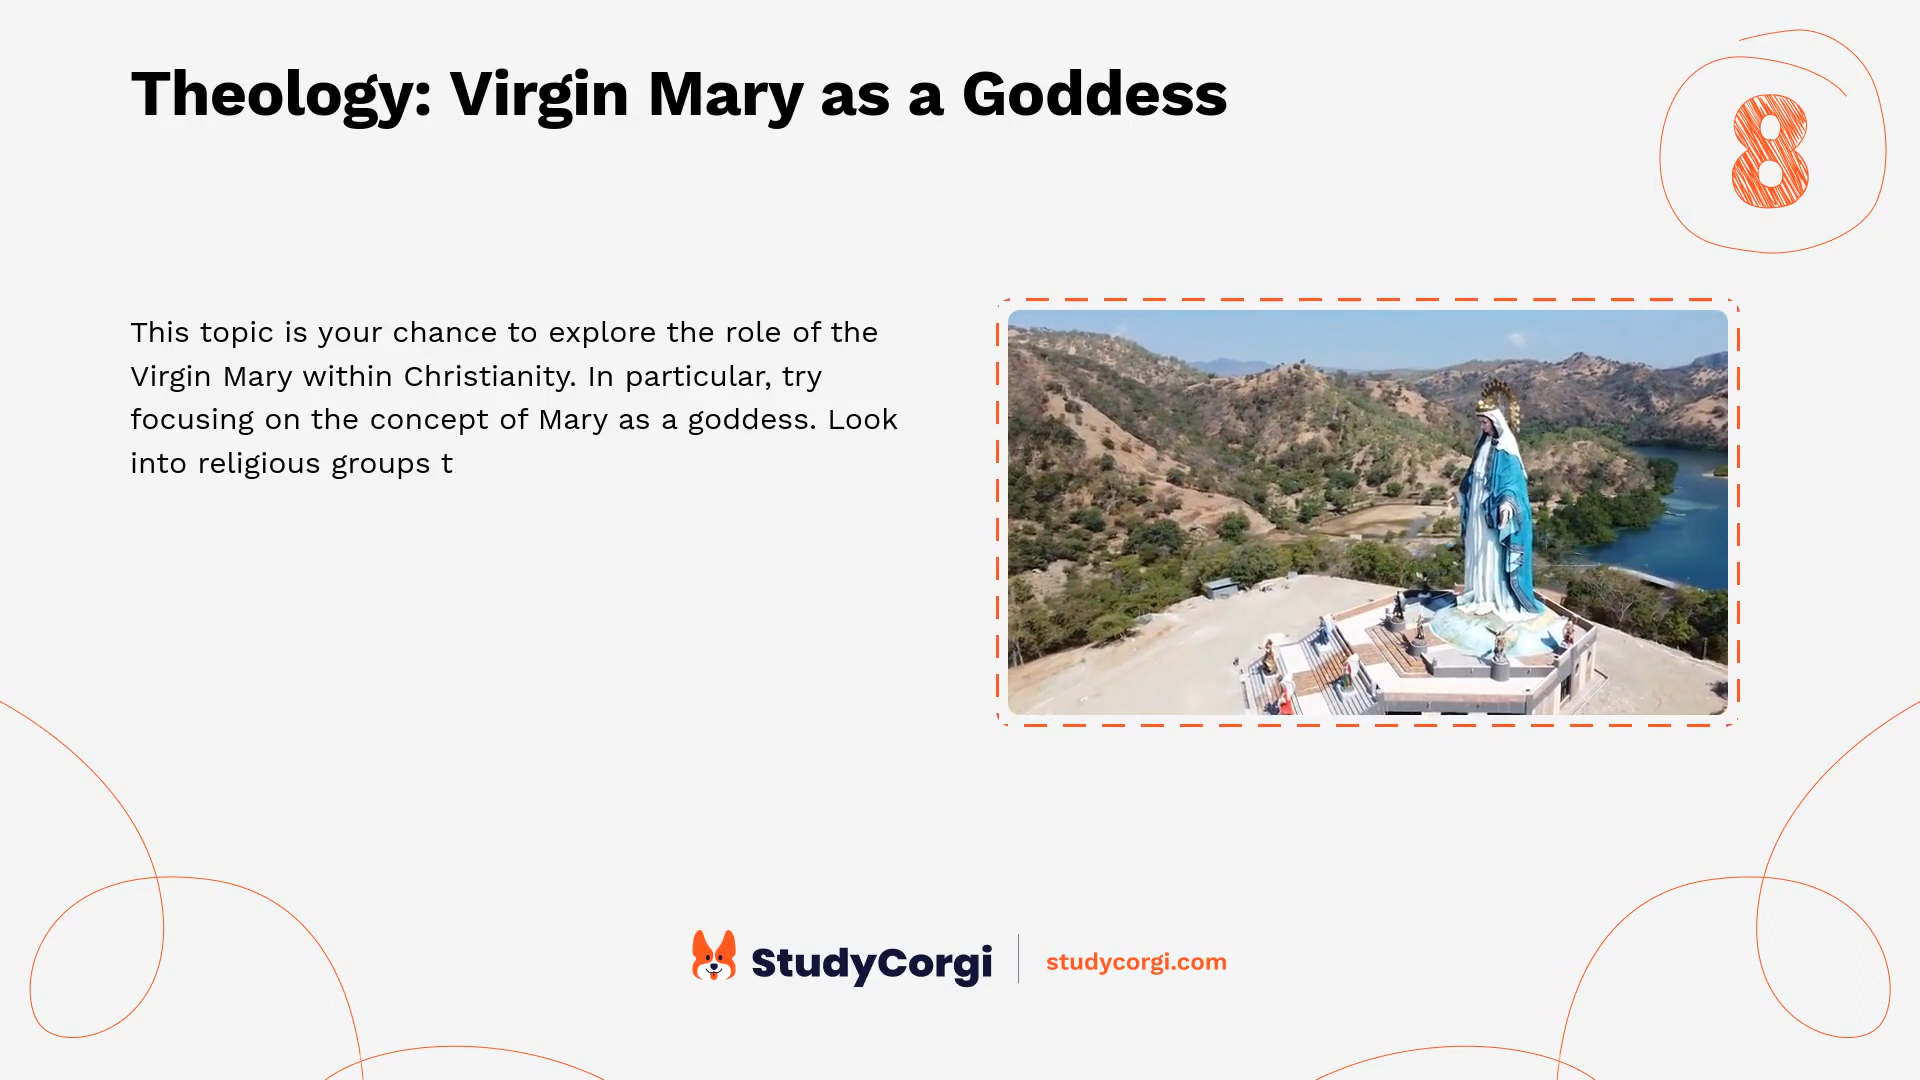 Theology: Virgin Mary as a Goddess
8
This topic is your chance to explore the role of the
Virgin Mary within Christianity. In particular, try
focusing on the concept of Mary as a goddess. Look
into religious groups t
StudyCorgi
studycorgi.com